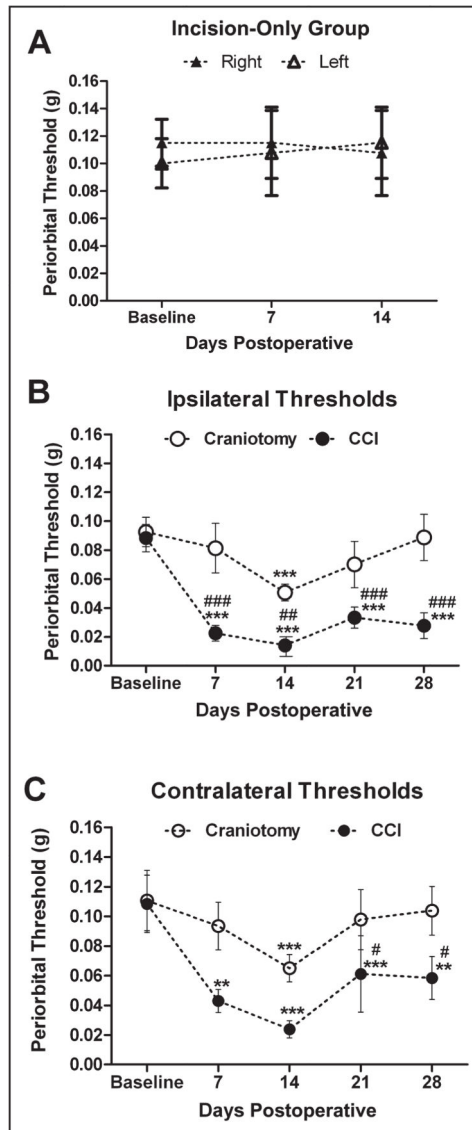 A
Incision-Only Group
Right Left
Periorbital Threshold (g)
0.16
0.14
0.12
0.10
0.08
0.06
0.04
0.02
0.00
Baseline 7 14
Days Postoperative
B
Ipsilateral Thresholds
Craniotomy CCI
Periorbital Threshold (g)
0.16
0.14
0.12
0.10
0.08
0.06
0.04
0.02
0.00
***
### ## ### ###
*** *** *** ***
Baseline 7 14 21 28
Days Postoperative
C
Contralateral Thresholds
Craniotomy CCI
Periorbital Threshold (g)
0.16
0.14
0.12
0.10
0.08
0.06
0.04
0.02
0.00
***
# #
** *** *** **
Baseline 7 14 21 28
Days Postoperative